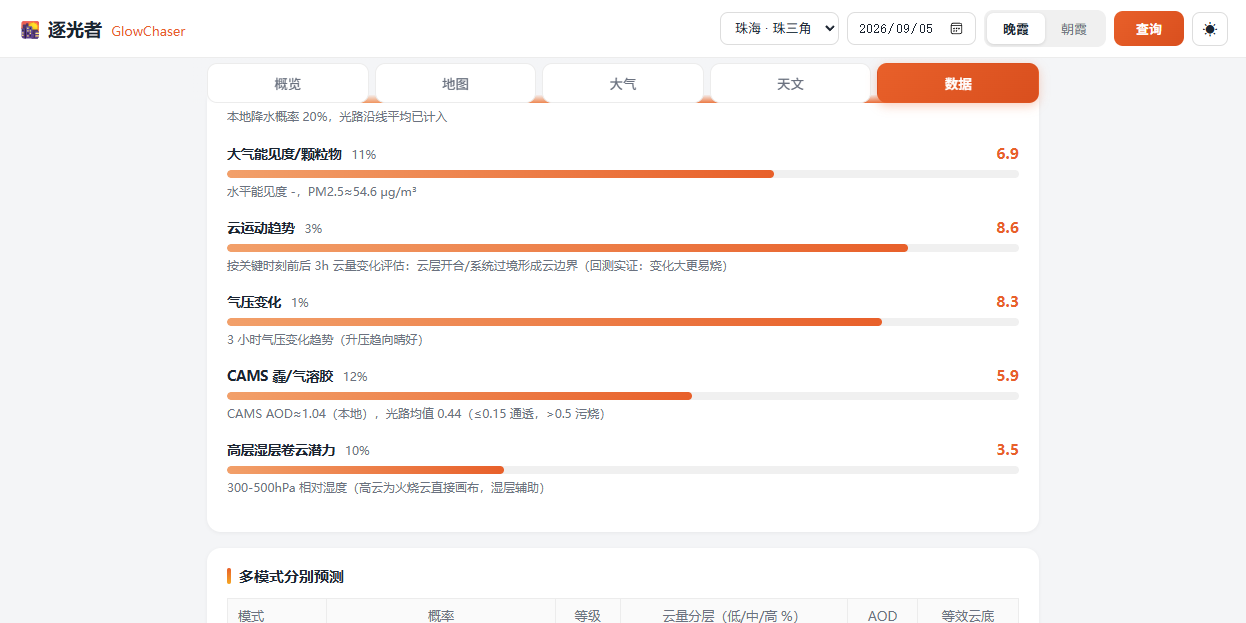 逐光者 GlowChaser 珠海 · 珠三角 2026/09/05 晚霞 朝霞 查询
概览 地图 大气 天文 数据
本地降水概率 20%，光路沿线平均已计入
大气能见度/颗粒物 11% 6.9
水平能见度 -，PM2.5≈54.6 μg/m³
云运动趋势 3% 8.6
按关键时刻前后 3h 云量变化评估：云层开合/系统过境形成云边界（回测实证：变化大更易烧）
气压变化 1% 8.3
3 小时气压变化趋势（升压趋向晴好）
CAMS 霾/气溶胶 12% 5.9
CAMS AOD≈1.04（本地），光路均值 0.44（≤0.15 通透，>0.5 污烧）
高层湿层卷云潜力 10% 3.5
300-500hPa 相对湿度（高云为火烧云直接画布，湿层辅助）
多模式分别预测
模式 概率 等级 云量分层（低/中/高 %） AOD 等效云底